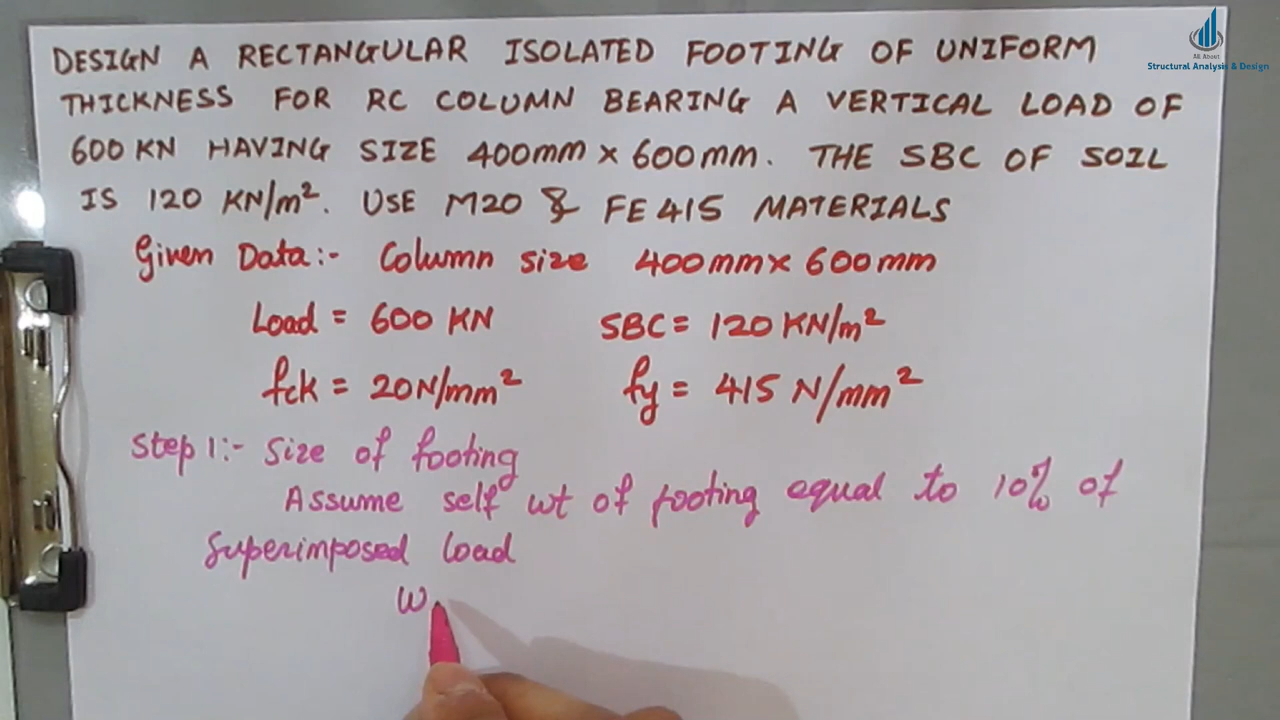 DESIGN A RECTANGULAR ISOLATED FOOTING OF UNIFORM
THICKNESS FOR RC COLUMN BEARING A VERTICAL LOAD OF
600 KN HAVING SIZE 400mm x 600mm. THE SBC OF SOIL
IS 120 KN/m². USE M20 & FE 415 MATERIALS
Given Data:- Column size 400mm x 600mm
Load = 600 KN SBC = 120 KN/m²
fck = 20N/mm² fy = 415 N/mm²
Step 1:- Size of footing
Assume self wt of footing equal to 10% of
Superimposed load
W
All About
Structural Analysis & Design